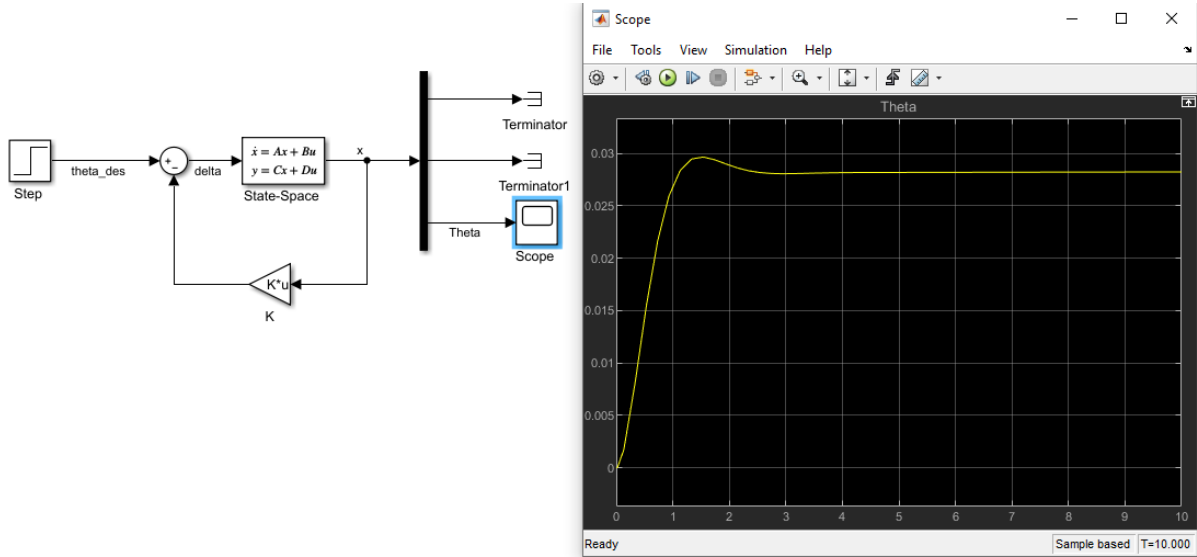 Step
theta_des
+
-
delta
ẋ = Ax + Bu
y = Cx + Du
State-Space
x
Terminator
Terminator1
Theta
Scope
K*u
K
Scope
File Tools View Simulation Help
Theta
0.03
0.025
0.02
0.015
0.01
0.005
0
0 1 2 3 4 5 6 7 8 9 10
Ready Sample based T=10.000